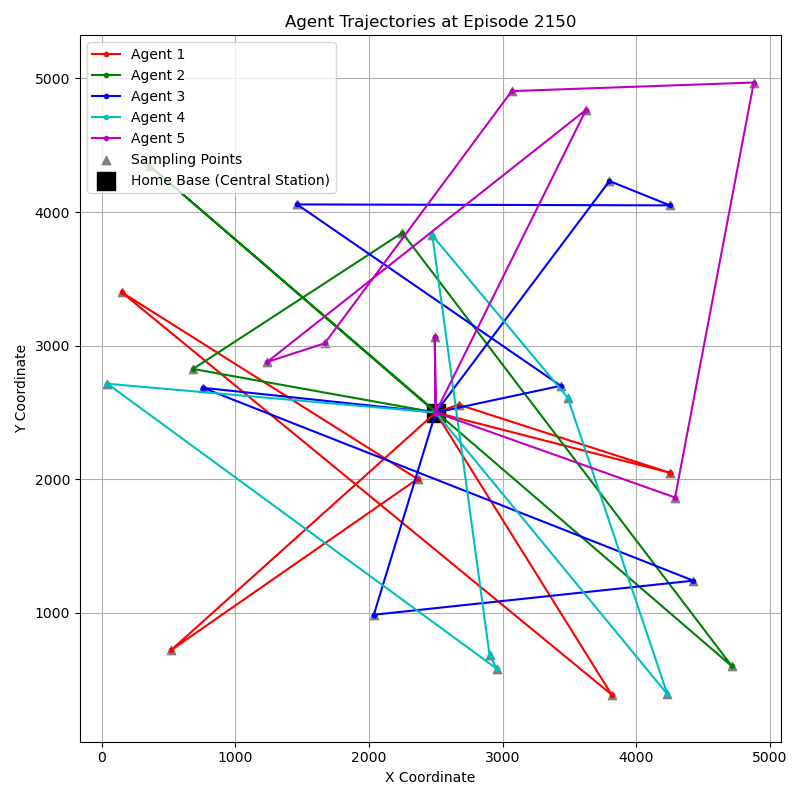 Agent Trajectories at Episode 2150
Agent 1
Agent 2
Agent 3
Agent 4
Agent 5
Sampling Points
Home Base (Central Station)
5000
4000
3000
2000
1000
Y Coordinate
0 1000 2000 3000 4000 5000
X Coordinate